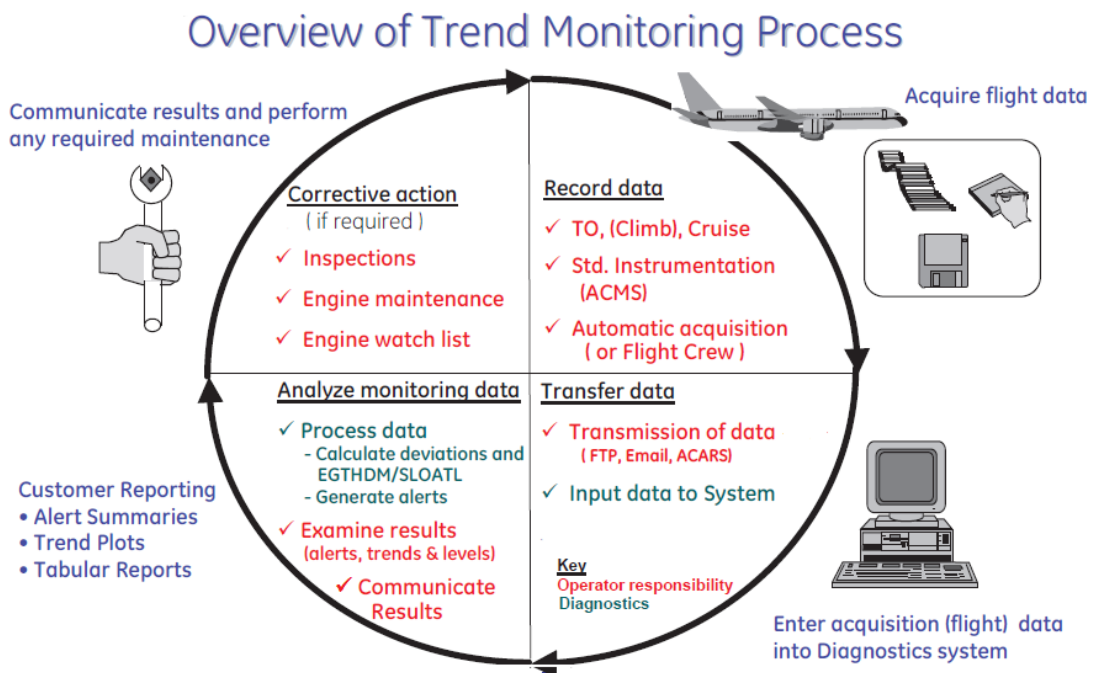 Overview of Trend Monitoring Process
Communicate results and perform
any required maintenance
Acquire flight data
Corrective action
( if required )
✓ Inspections
✓ Engine maintenance
✓ Engine watch list
Record data
✓ TO, (Climb), Cruise
✓ Std. Instrumentation
(ACMS)
✓ Automatic acquisition
( or Flight Crew )
Analyze monitoring data
✓ Process data
- Calculate deviations and
EGTHDM/SLOATL
- Generate alerts
✓ Examine results
(alerts, trends & levels)
✓ Communicate
Results
Transfer data
✓ Transmission of data
( FTP, Email, ACARS)
✓ Input data to System
Key
Operator responsibility
Diagnostics
Customer Reporting
• Alert Summaries
• Trend Plots
• Tabular Reports
Enter acquisition (flight) data
into Diagnostics system